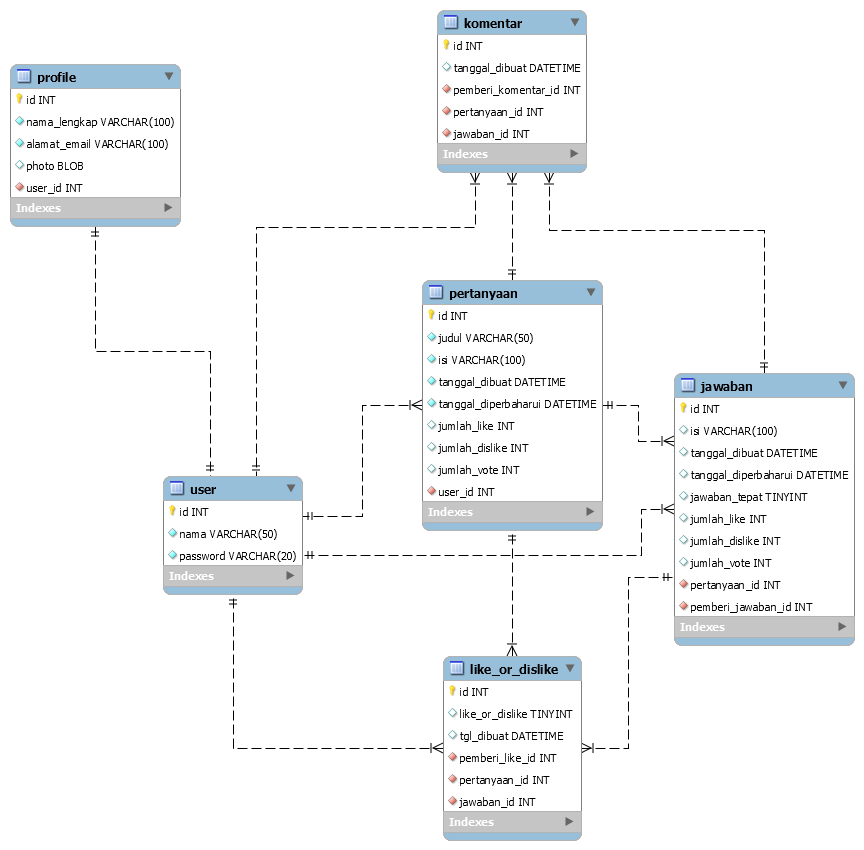 komentar
id INT
tanggal_dibuat DATETIME
pemberi_komentar_id INT
pertanyaan_id INT
jawaban_id INT
Indexes
profile
id INT
nama_lengkap VARCHAR(100)
alamat_email VARCHAR(100)
photo BLOB
user_id INT
Indexes
pertanyaan
id INT
judul VARCHAR(50)
isi VARCHAR(100)
tanggal_dibuat DATETIME
tanggal_diperbaharui DATETIME
jumlah_like INT
jumlah_dislike INT
jumlah_vote INT
user_id INT
Indexes
jawaban
id INT
isi VARCHAR(100)
tanggal_dibuat DATETIME
tanggal_diperbaharui DATETIME
jawaban_tepat TINYINT
jumlah_like INT
jumlah_dislike INT
jumlah_vote INT
pertanyaan_id INT
pemberi_jawaban_id INT
Indexes
user
id INT
nama VARCHAR(50)
password VARCHAR(20)
Indexes
like_or_dislike
id INT
like_or_dislike TINYINT
tgl_dibuat DATETIME
pemberi_like_id INT
pertanyaan_id INT
jawaban_id INT
Indexes